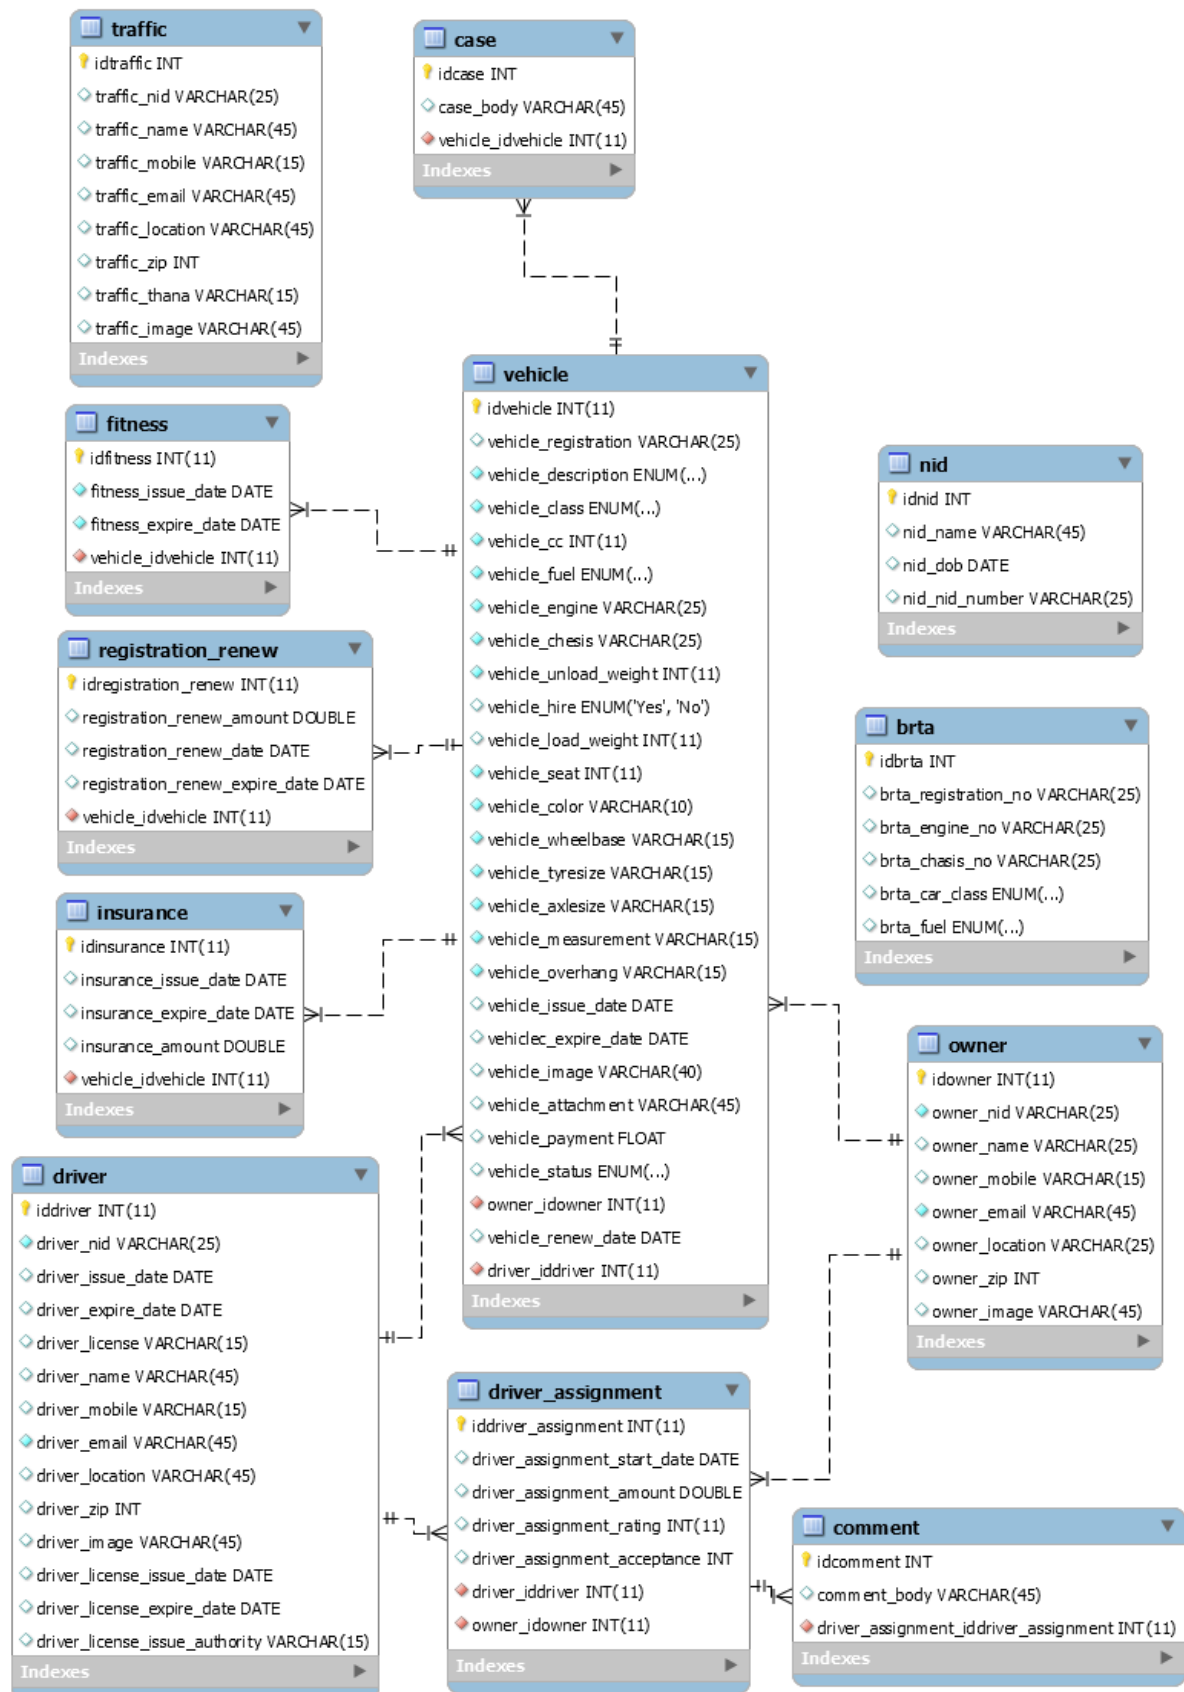 traffic
idtraffic INT
traffic_nid VARCHAR(25)
traffic_name VARCHAR(45)
traffic_mobile VARCHAR(15)
traffic_email VARCHAR(45)
traffic_location VARCHAR(45)
traffic_zip INT
traffic_thana VARCHAR(15)
traffic_image VARCHAR(45)
Indexes
case
idcase INT
case_body VARCHAR(45)
vehicle_idvehicle INT(11)
Indexes
fitness
idfitness INT(11)
fitness_issue_date DATE
fitness_expire_date DATE
vehicle_idvehicle INT(11)
Indexes
registration_renew
idregistration_renew INT(11)
registration_renew_amount DOUBLE
registration_renew_date DATE
registration_renew_expire_date DATE
vehicle_idvehicle INT(11)
Indexes
insurance
idinsurance INT(11)
insurance_issue_date DATE
insurance_expire_date DATE
insurance_amount DOUBLE
vehicle_idvehicle INT(11)
Indexes
vehicle
idvehicle INT(11)
vehicle_registration VARCHAR(25)
vehicle_description ENUM(...)
vehicle_class ENUM(...)
vehicle_cc INT(11)
vehicle_fuel ENUM(...)
vehicle_engine VARCHAR(25)
vehicle_chesis VARCHAR(25)
vehicle_unload_weight INT(11)
vehicle_hire ENUM('Yes', 'No')
vehicle_load_weight INT(11)
vehicle_seat INT(11)
vehicle_color VARCHAR(10)
vehicle_wheelbase VARCHAR(15)
vehicle_tyresize VARCHAR(15)
vehicle_axlesize VARCHAR(15)
vehicle_measurement VARCHAR(15)
vehicle_overhang VARCHAR(15)
vehicle_issue_date DATE
vehiclec_expire_date DATE
vehicle_image VARCHAR(40)
vehicle_attachment VARCHAR(45)
vehicle_payment FLOAT
vehicle_status ENUM(...)
owner_idowner INT(11)
vehicle_renew_date DATE
driver_iddriver INT(11)
Indexes
nid
idnid INT
nid_name VARCHAR(45)
nid_dob DATE
nid_nid_number VARCHAR(25)
Indexes
brta
idbrta INT
brta_registration_no VARCHAR(25)
brta_engine_no VARCHAR(25)
brta_chasis_no VARCHAR(25)
brta_car_class ENUM(...)
brta_fuel ENUM(...)
Indexes
owner
idowner INT(11)
owner_nid VARCHAR(25)
owner_name VARCHAR(25)
owner_mobile VARCHAR(15)
owner_email VARCHAR(45)
owner_location VARCHAR(25)
owner_zip INT
owner_image VARCHAR(45)
Indexes
driver
iddriver INT(11)
driver_nid VARCHAR(25)
driver_issue_date DATE
driver_expire_date DATE
driver_license VARCHAR(15)
driver_name VARCHAR(45)
driver_mobile VARCHAR(15)
driver_email VARCHAR(45)
driver_location VARCHAR(45)
driver_zip INT
driver_image VARCHAR(45)
driver_license_issue_date DATE
driver_license_expire_date DATE
driver_license_issue_authority VARCHAR(15)
Indexes
driver_assignment
iddriver_assignment INT(11)
driver_assignment_start_date DATE
driver_assignment_amount DOUBLE
driver_assignment_rating INT(11)
driver_assignment_acceptance INT
driver_iddriver INT(11)
owner_idowner INT(11)
Indexes
comment
idcomment INT
comment_body VARCHAR(45)
driver_assignment_iddriver_assignment INT(11)
Indexes